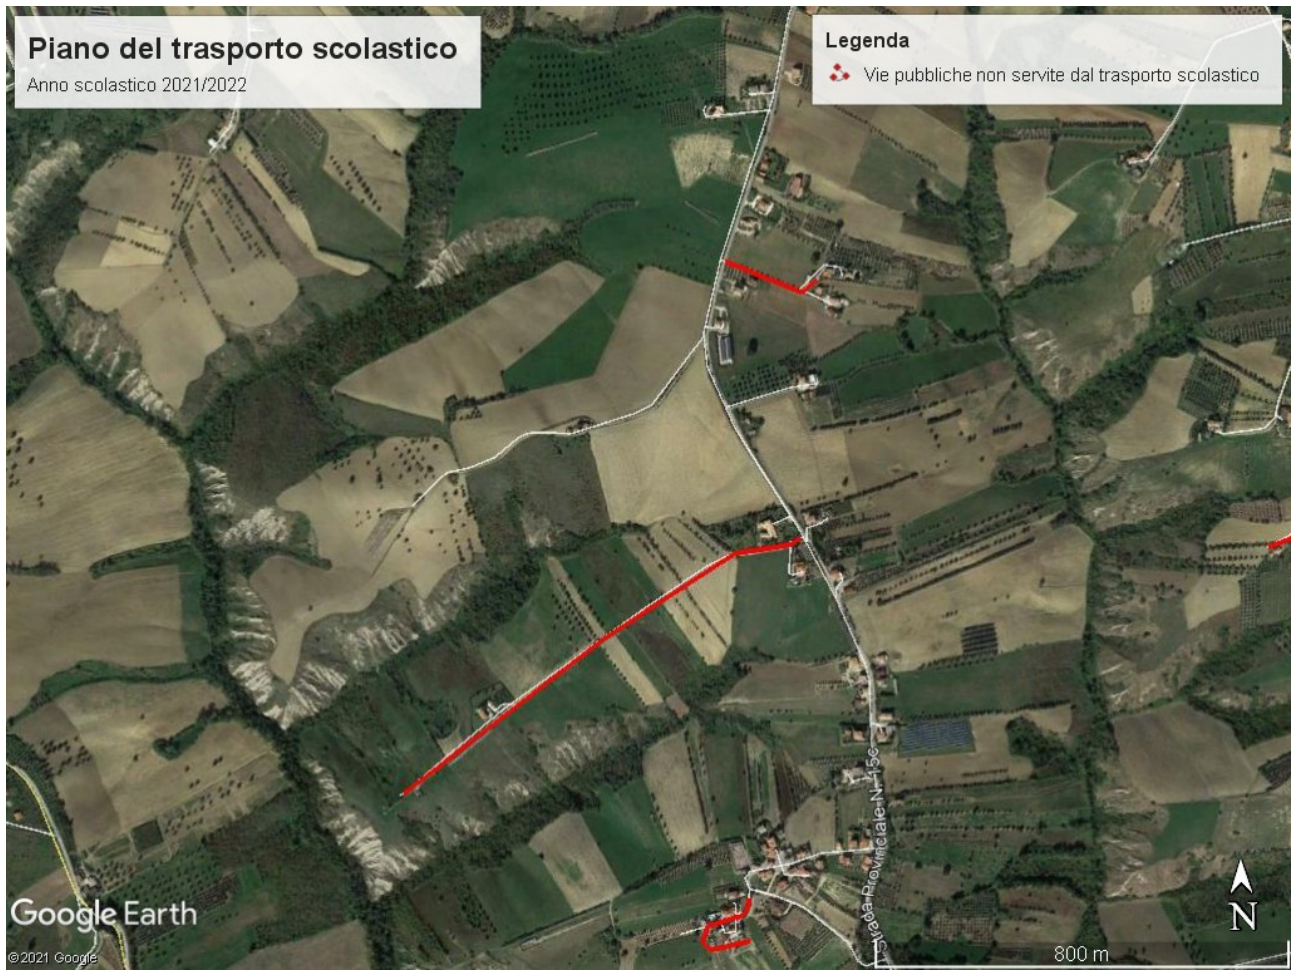 Piano del trasporto scolastico
Anno scolastico 2021/2022
Legenda
Vie pubbliche non servite dal trasporto scolastico
Strada Provinciale N. 15c
Google Earth
©2021 Google
N
800 m